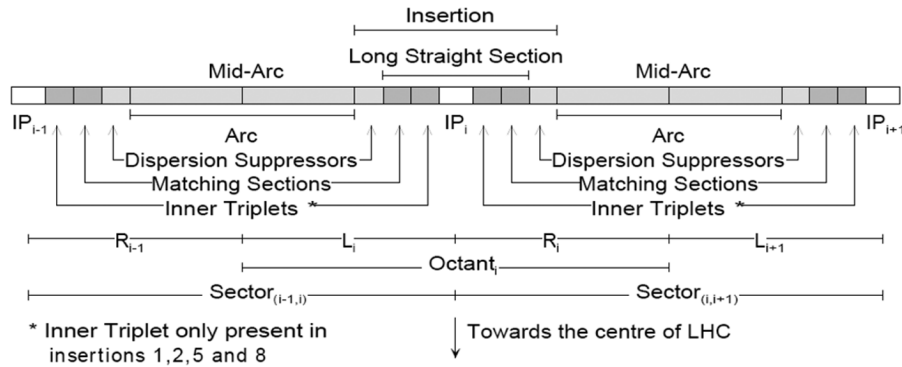 Insertion
Long Straight Section
Mid-Arc Mid-Arc
IPi-1 IPi IPi+1
Arc Arc
Dispersion Suppressors Dispersion Suppressors
Matching Sections Matching Sections
Inner Triplets * Inner Triplets *
Ri-1 Li Ri Li+1
Octanti
Sector(i-1,i) Sector(i,i+1)
* Inner Triplet only present in Towards the centre of LHC
insertions 1,2,5 and 8